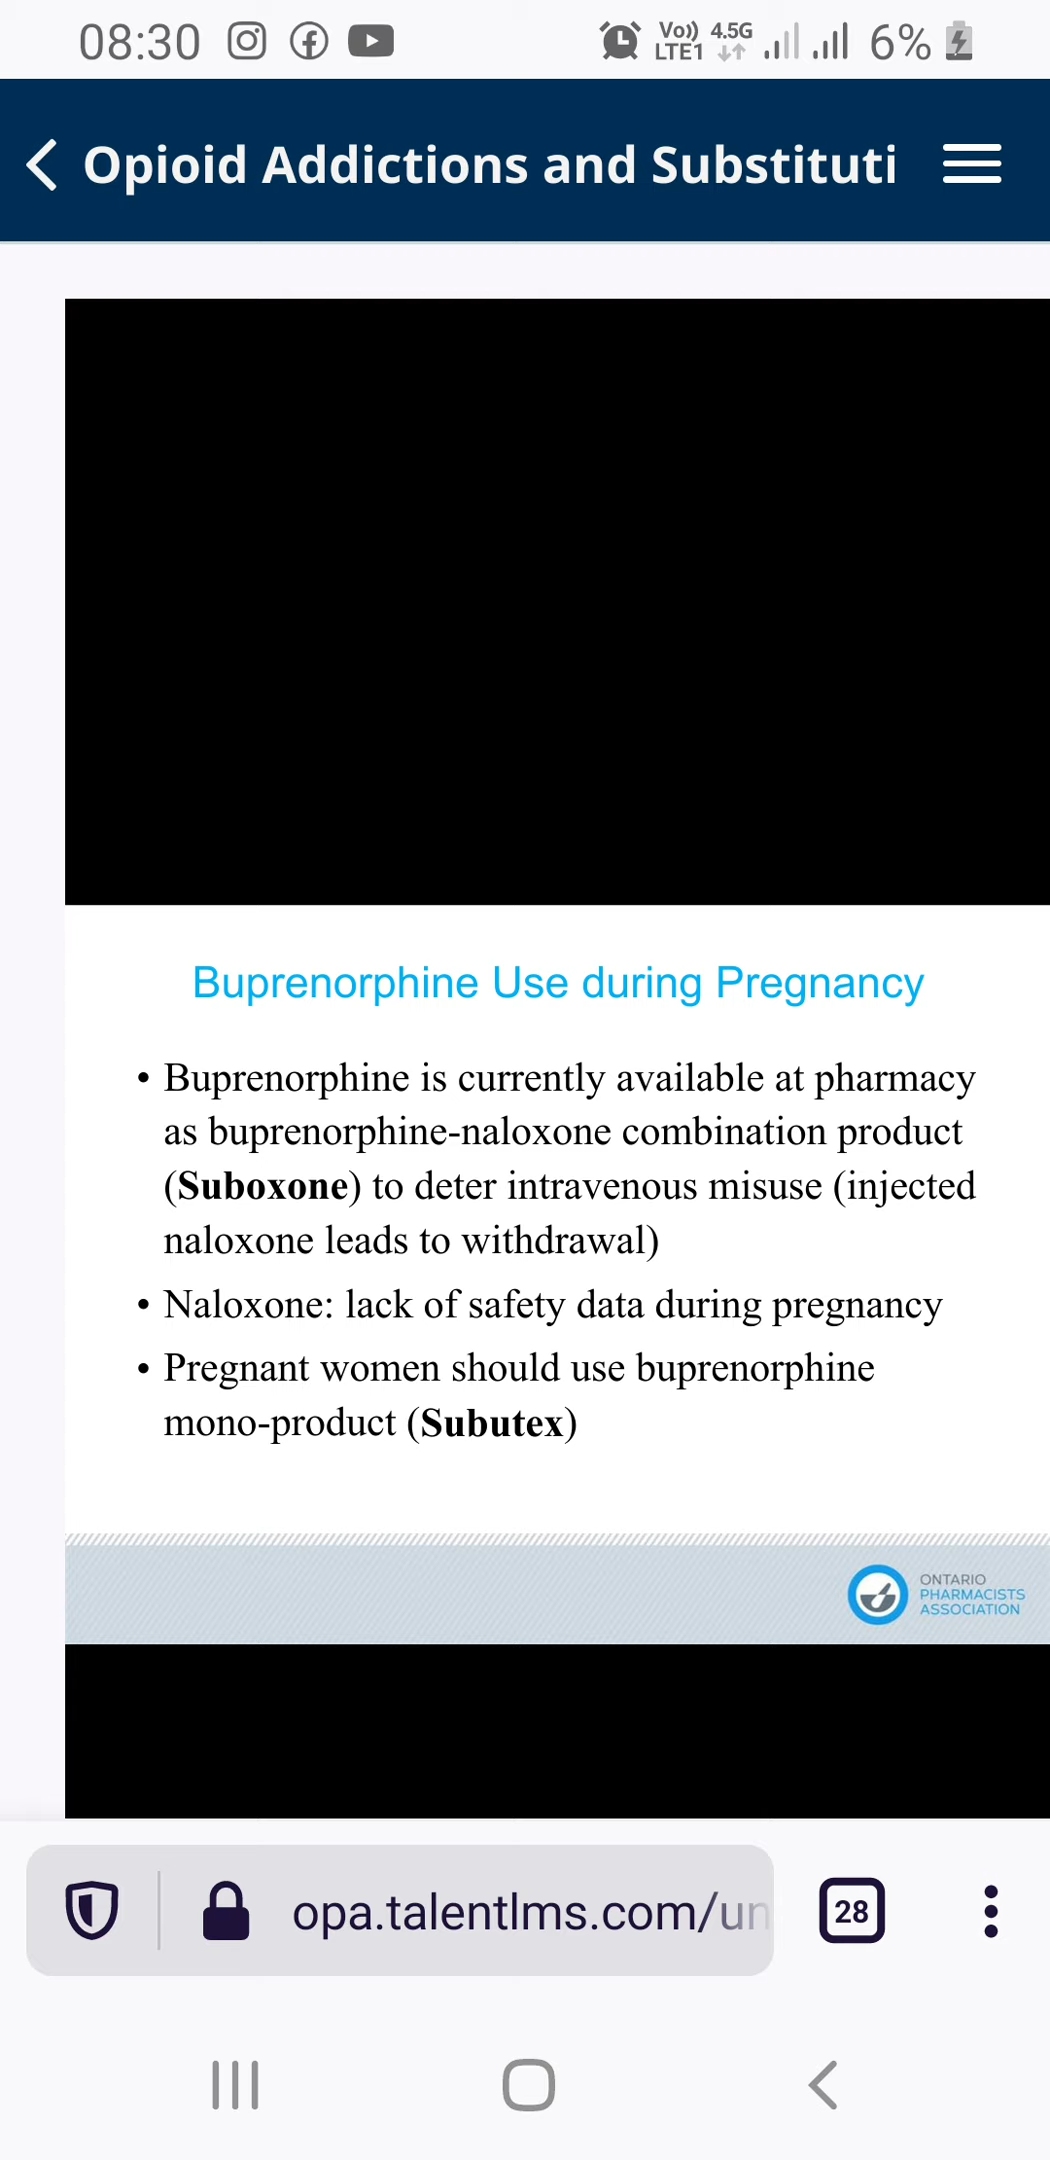 08:30
Vo)) 4.5G
LTE1
6%
Opioid Addictions and Substituti
Buprenorphine Use during Pregnancy
• Buprenorphine is currently available at pharmacy
as buprenorphine-naloxone combination product
(Suboxone) to deter intravenous misuse (injected
naloxone leads to withdrawal)
• Naloxone: lack of safety data during pregnancy
• Pregnant women should use buprenorphine
mono-product (Subutex)
ONTARIO
PHARMACISTS
ASSOCIATION
opa.talentlms.com/un
28